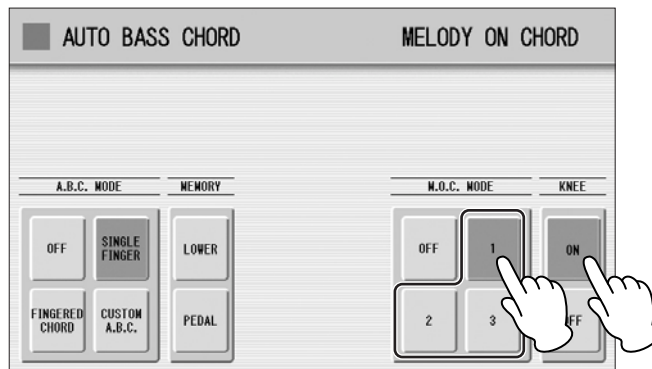 AUTO BASS CHORD MELODY ON CHORD
A.B.C. MODE MEMORY M.O.C. MODE KNEE
OFF SINGLE FINGER LOWER OFF 1 ON
FINGERED CHORD CUSTOM A.B.C. PEDAL 2 3 FF